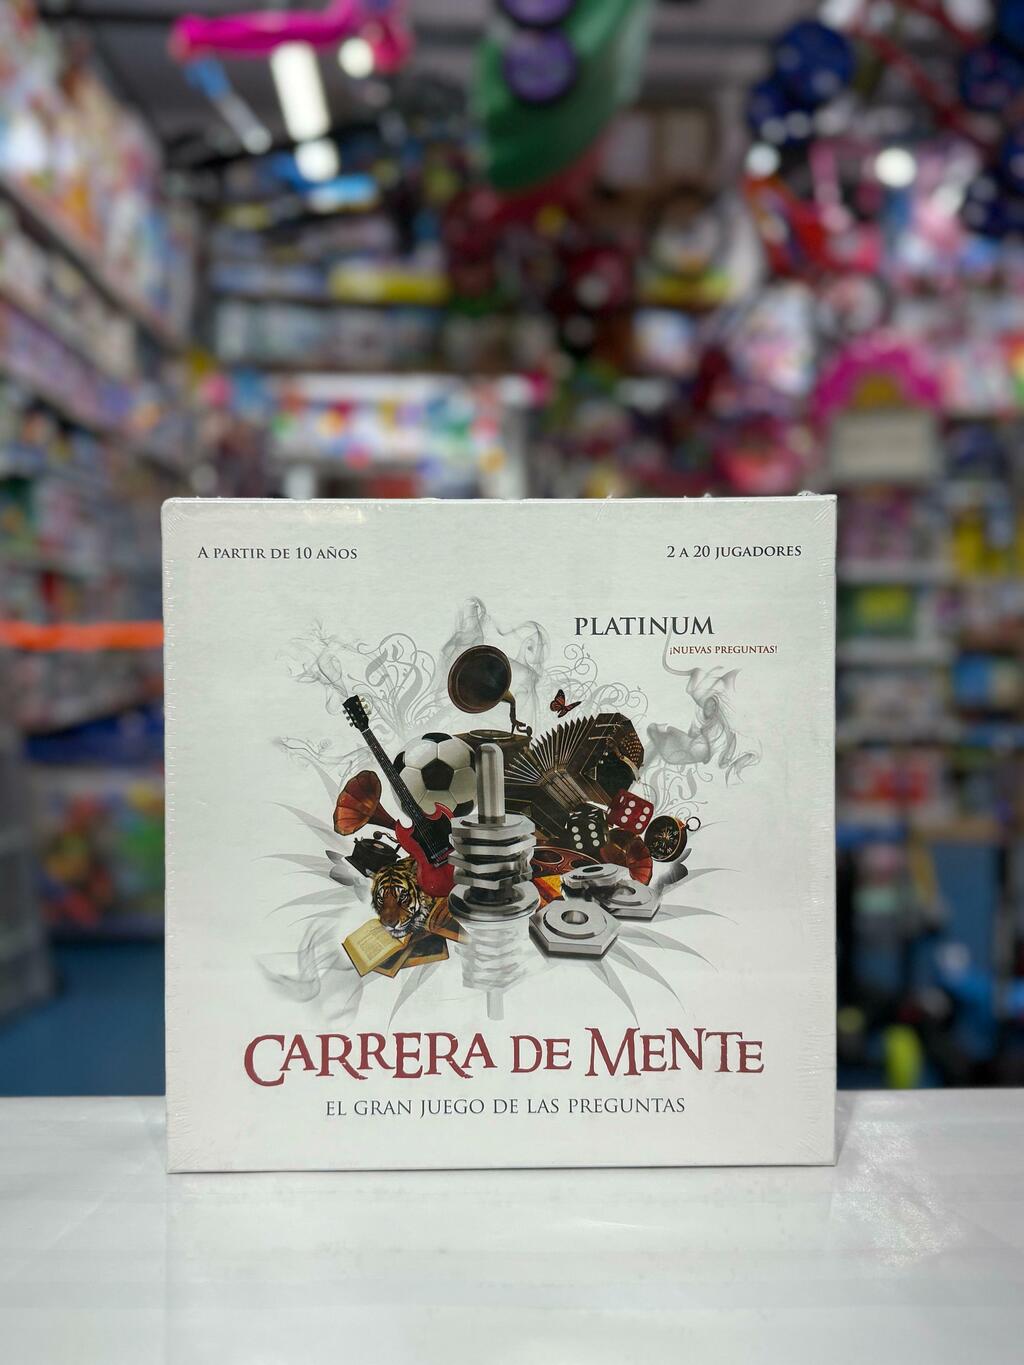 A PARTIR DE 10 AÑOS
2 A 20 JUGADORES
PLATINUM
¡NUEVAS PREGUNTAS!
CARRERA DE MENTE
EL GRAN JUEGO DE LAS PREGUNTAS